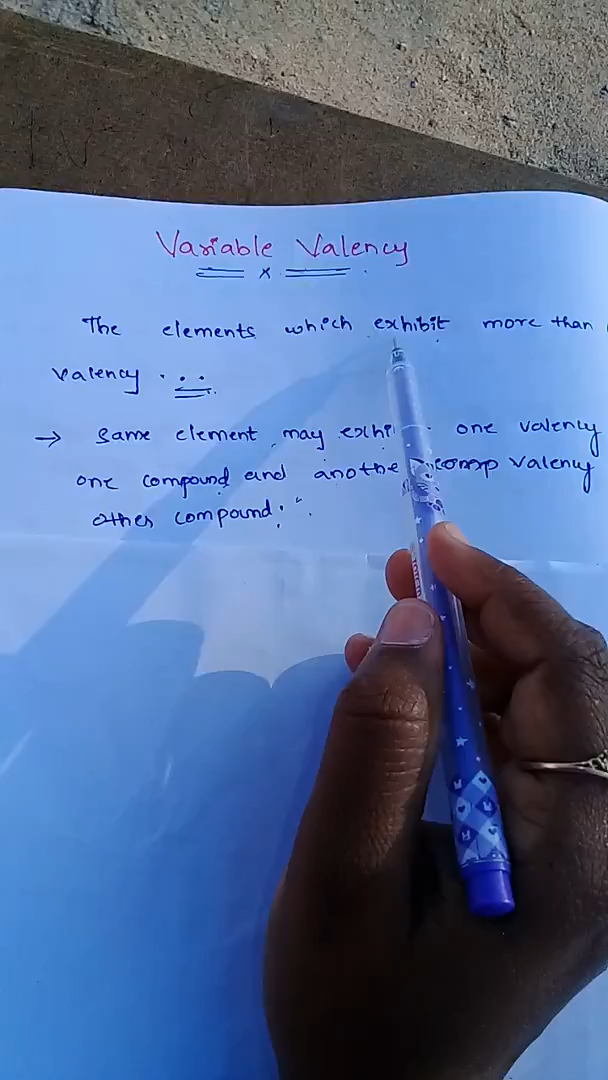 Variable Valency
The elements which exhibit more than
valency.
→ Same element may exhi one valency
one compound and anothe valency
other compound.